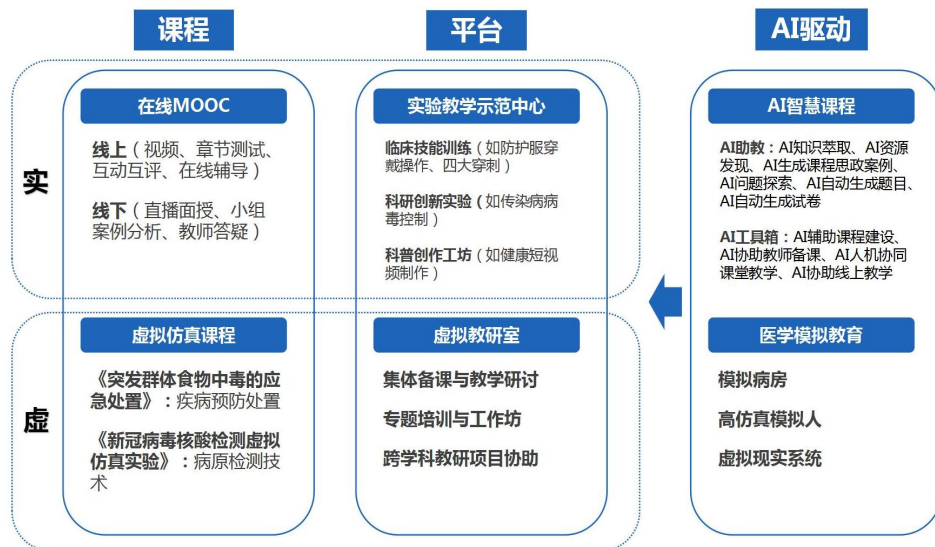 课程
平台
AI驱动
实
在线MOOC
线上（视频、章节测试、
互动互评、在线辅导）
线下（直播面授、小组
案例分析、教师答疑）
实验教学示范中心
临床技能训练（如防护服穿
戴操作、四大穿刺）
科研创新实验（如传染病病
毒控制）
科普创作工坊（如健康短视
频制作）
AI智慧课程
AI助教：AI知识萃取、AI资源
发现、AI生成课程思政案例、
AI问题探索、AI自动生成题目、
AI自动生成试卷
AI工具箱：AI辅助课程建设、
AI协助教师备课、AI人机协同
课堂教学、AI协助线上教学
虚
虚拟仿真课程
《突发群体食物中毒的应
急处置》：疾病预防处置
《新冠病毒核酸检测虚拟
仿真实验》：病原检测技
术
虚拟教研室
集体备课与教学研讨
专题培训与工作坊
跨学科教研项目协助
医学模拟教育
模拟病房
高仿真模拟人
虚拟现实系统